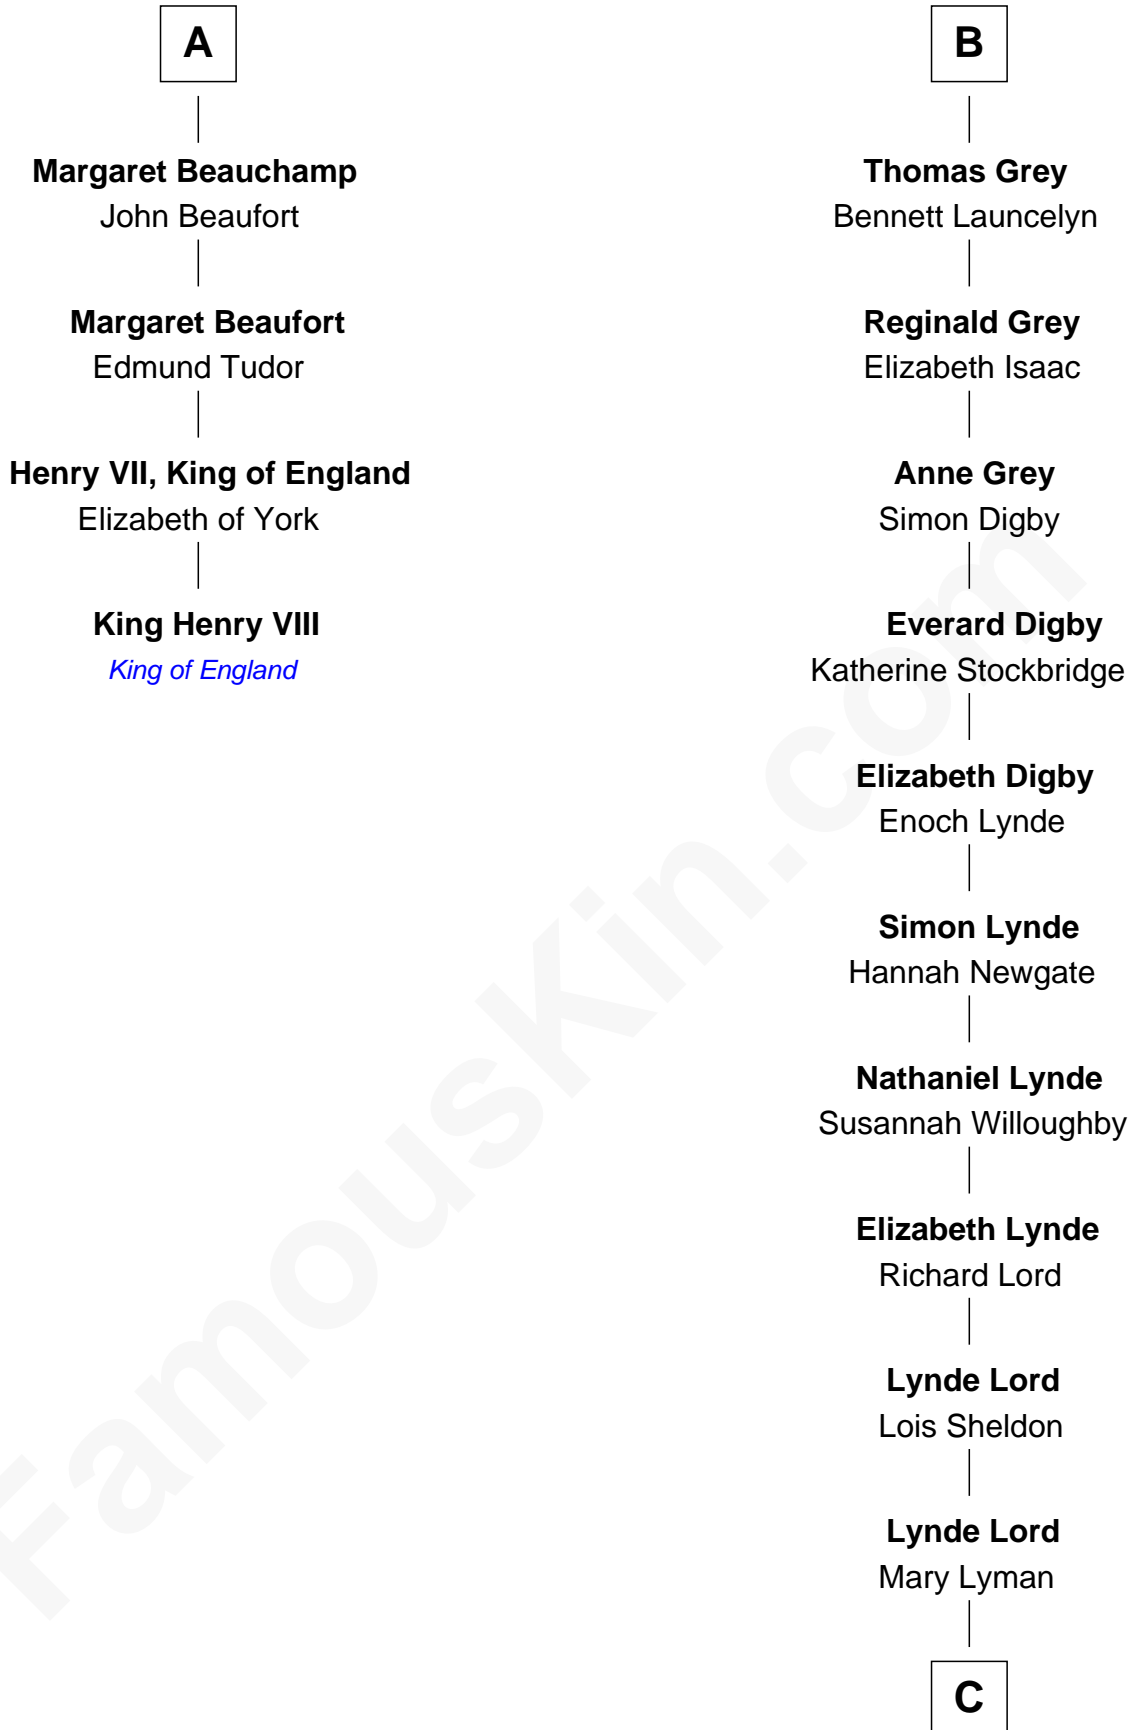 A
Margaret Beauchamp
John Beaufort
Margaret Beaufort
Edmund Tudor
Henry VII, King of England
Elizabeth of York
King Henry VIII
King of England
B
Thomas Grey
Bennett Launcelyn
Reginald Grey
Elizabeth Isaac
Anne Grey
Simon Digby
Everard Digby
Katherine Stockbridge
Elizabeth Digby
Enoch Lynde
Simon Lynde
Hannah Newgate
Nathaniel Lynde
Susannah Willoughby
Elizabeth Lynde
Richard Lord
Lynde Lord
Lois Sheldon
Lynde Lord
Mary Lyman
C
FamousKin.com